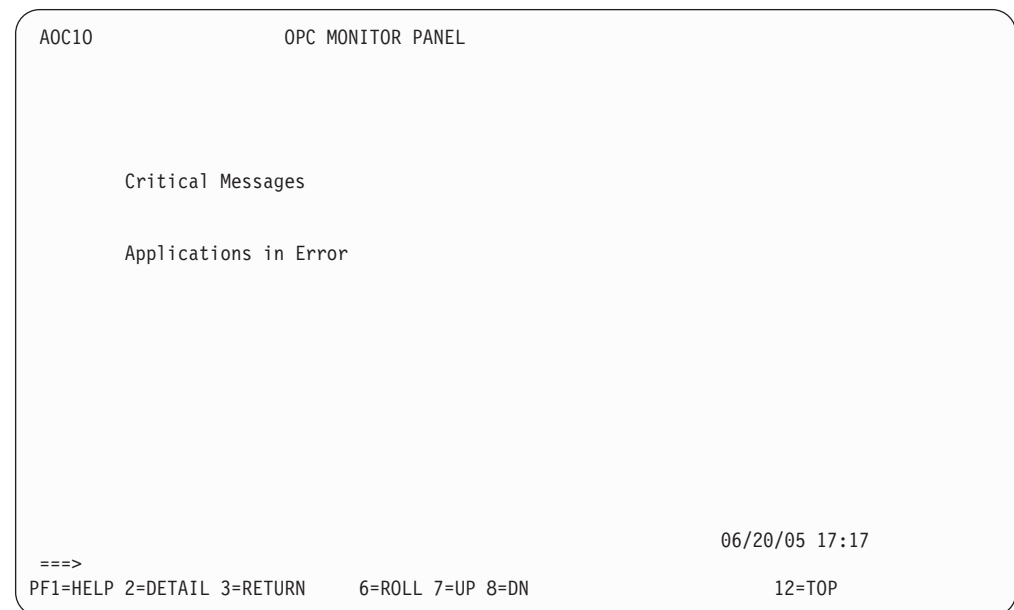 AOC1O OPC MONITOR PANEL
Critical Messages
Applications in Error
06/20/05 17:17
===>
PF1=HELP 2=DETAIL 3=RETURN 6=ROLL 7=UP 8=DN 12=TOP